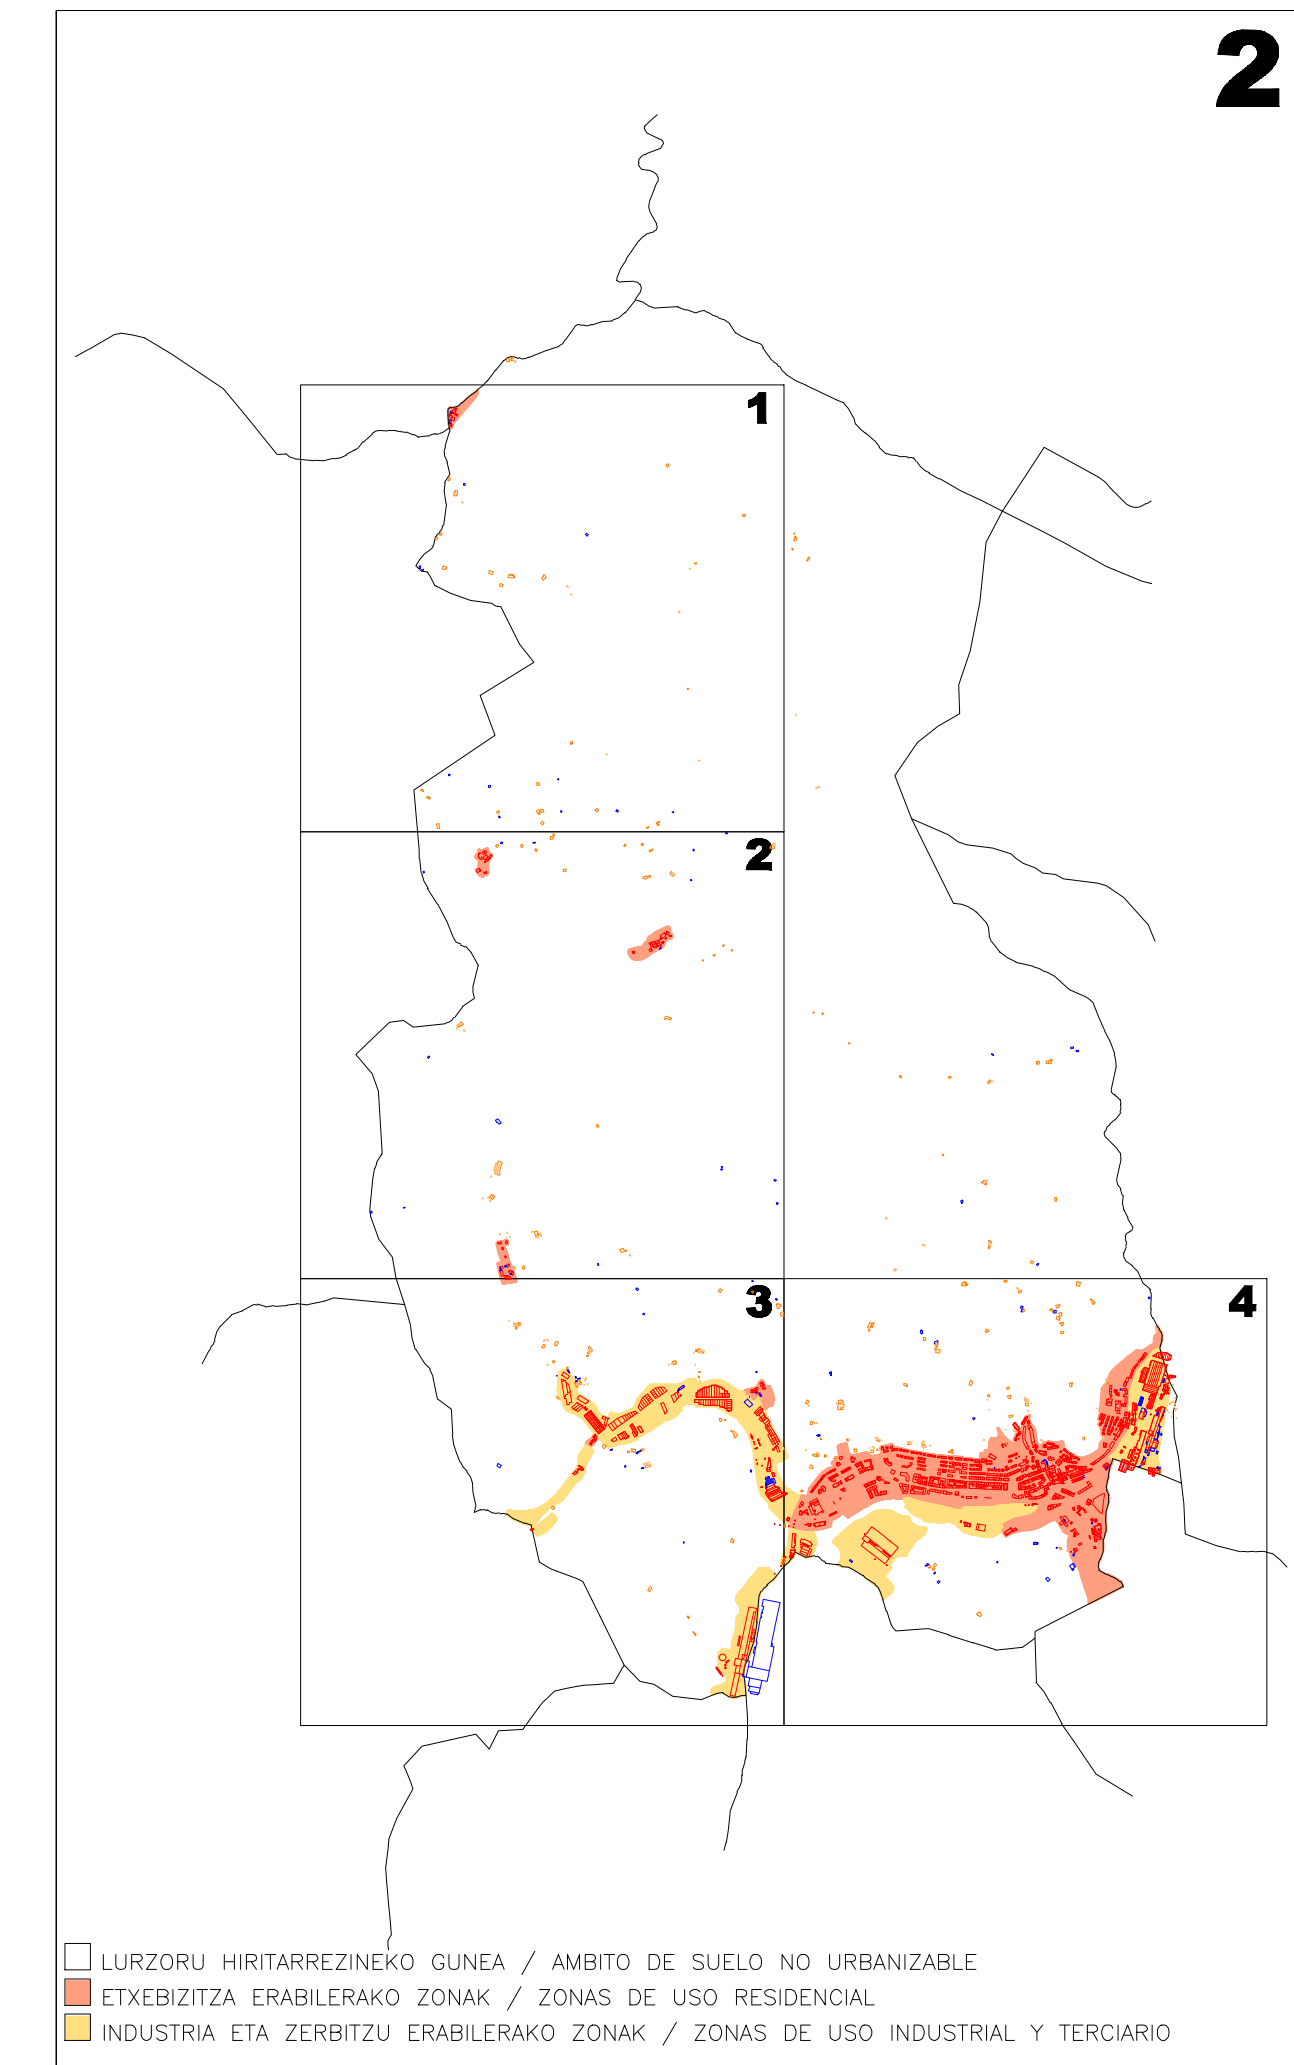 2
1
2
3
4
LURZORU HIRITARREZINEKO GUNEA / AMBITO DE SUELO NO URBANIZABLE
ETXEBIZITZA ERABILERAKO ZONAK / ZONAS DE USO RESIDENCIAL
INDUSTRIA ETA ZERBITZU ERABILERAKO ZONAK / ZONAS DE USO INDUSTRIAL Y TERCIARIO